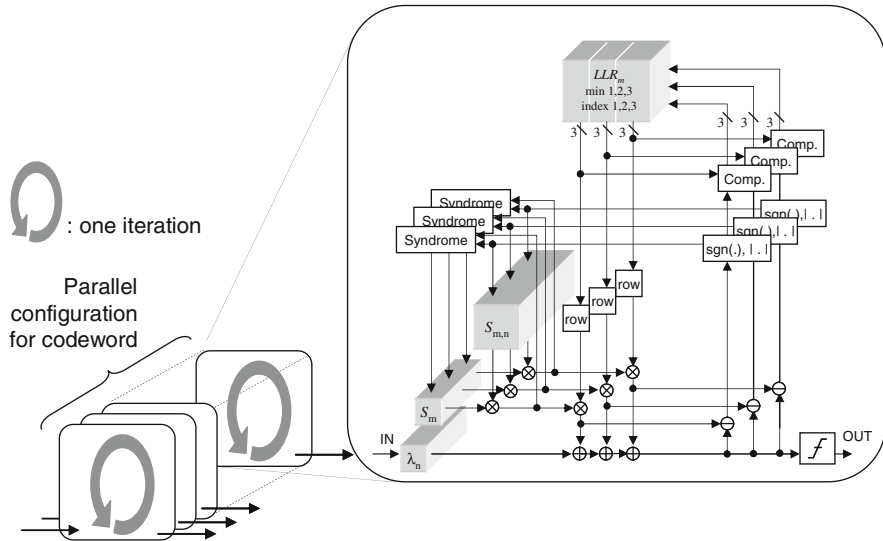 LLR_m
min 1,2,3
index 1,2,3
3 3 3
3 3 3
Comp.
Comp.
Comp.
Syndrome
Syndrome
Syndrome
sgn(.),| . |
sgn(.),| . |
sgn(.), | . |
: one iteration
Parallel
configuration
for codeword
row
row
row
S_m,n
S_m
IN
λ_n
OUT